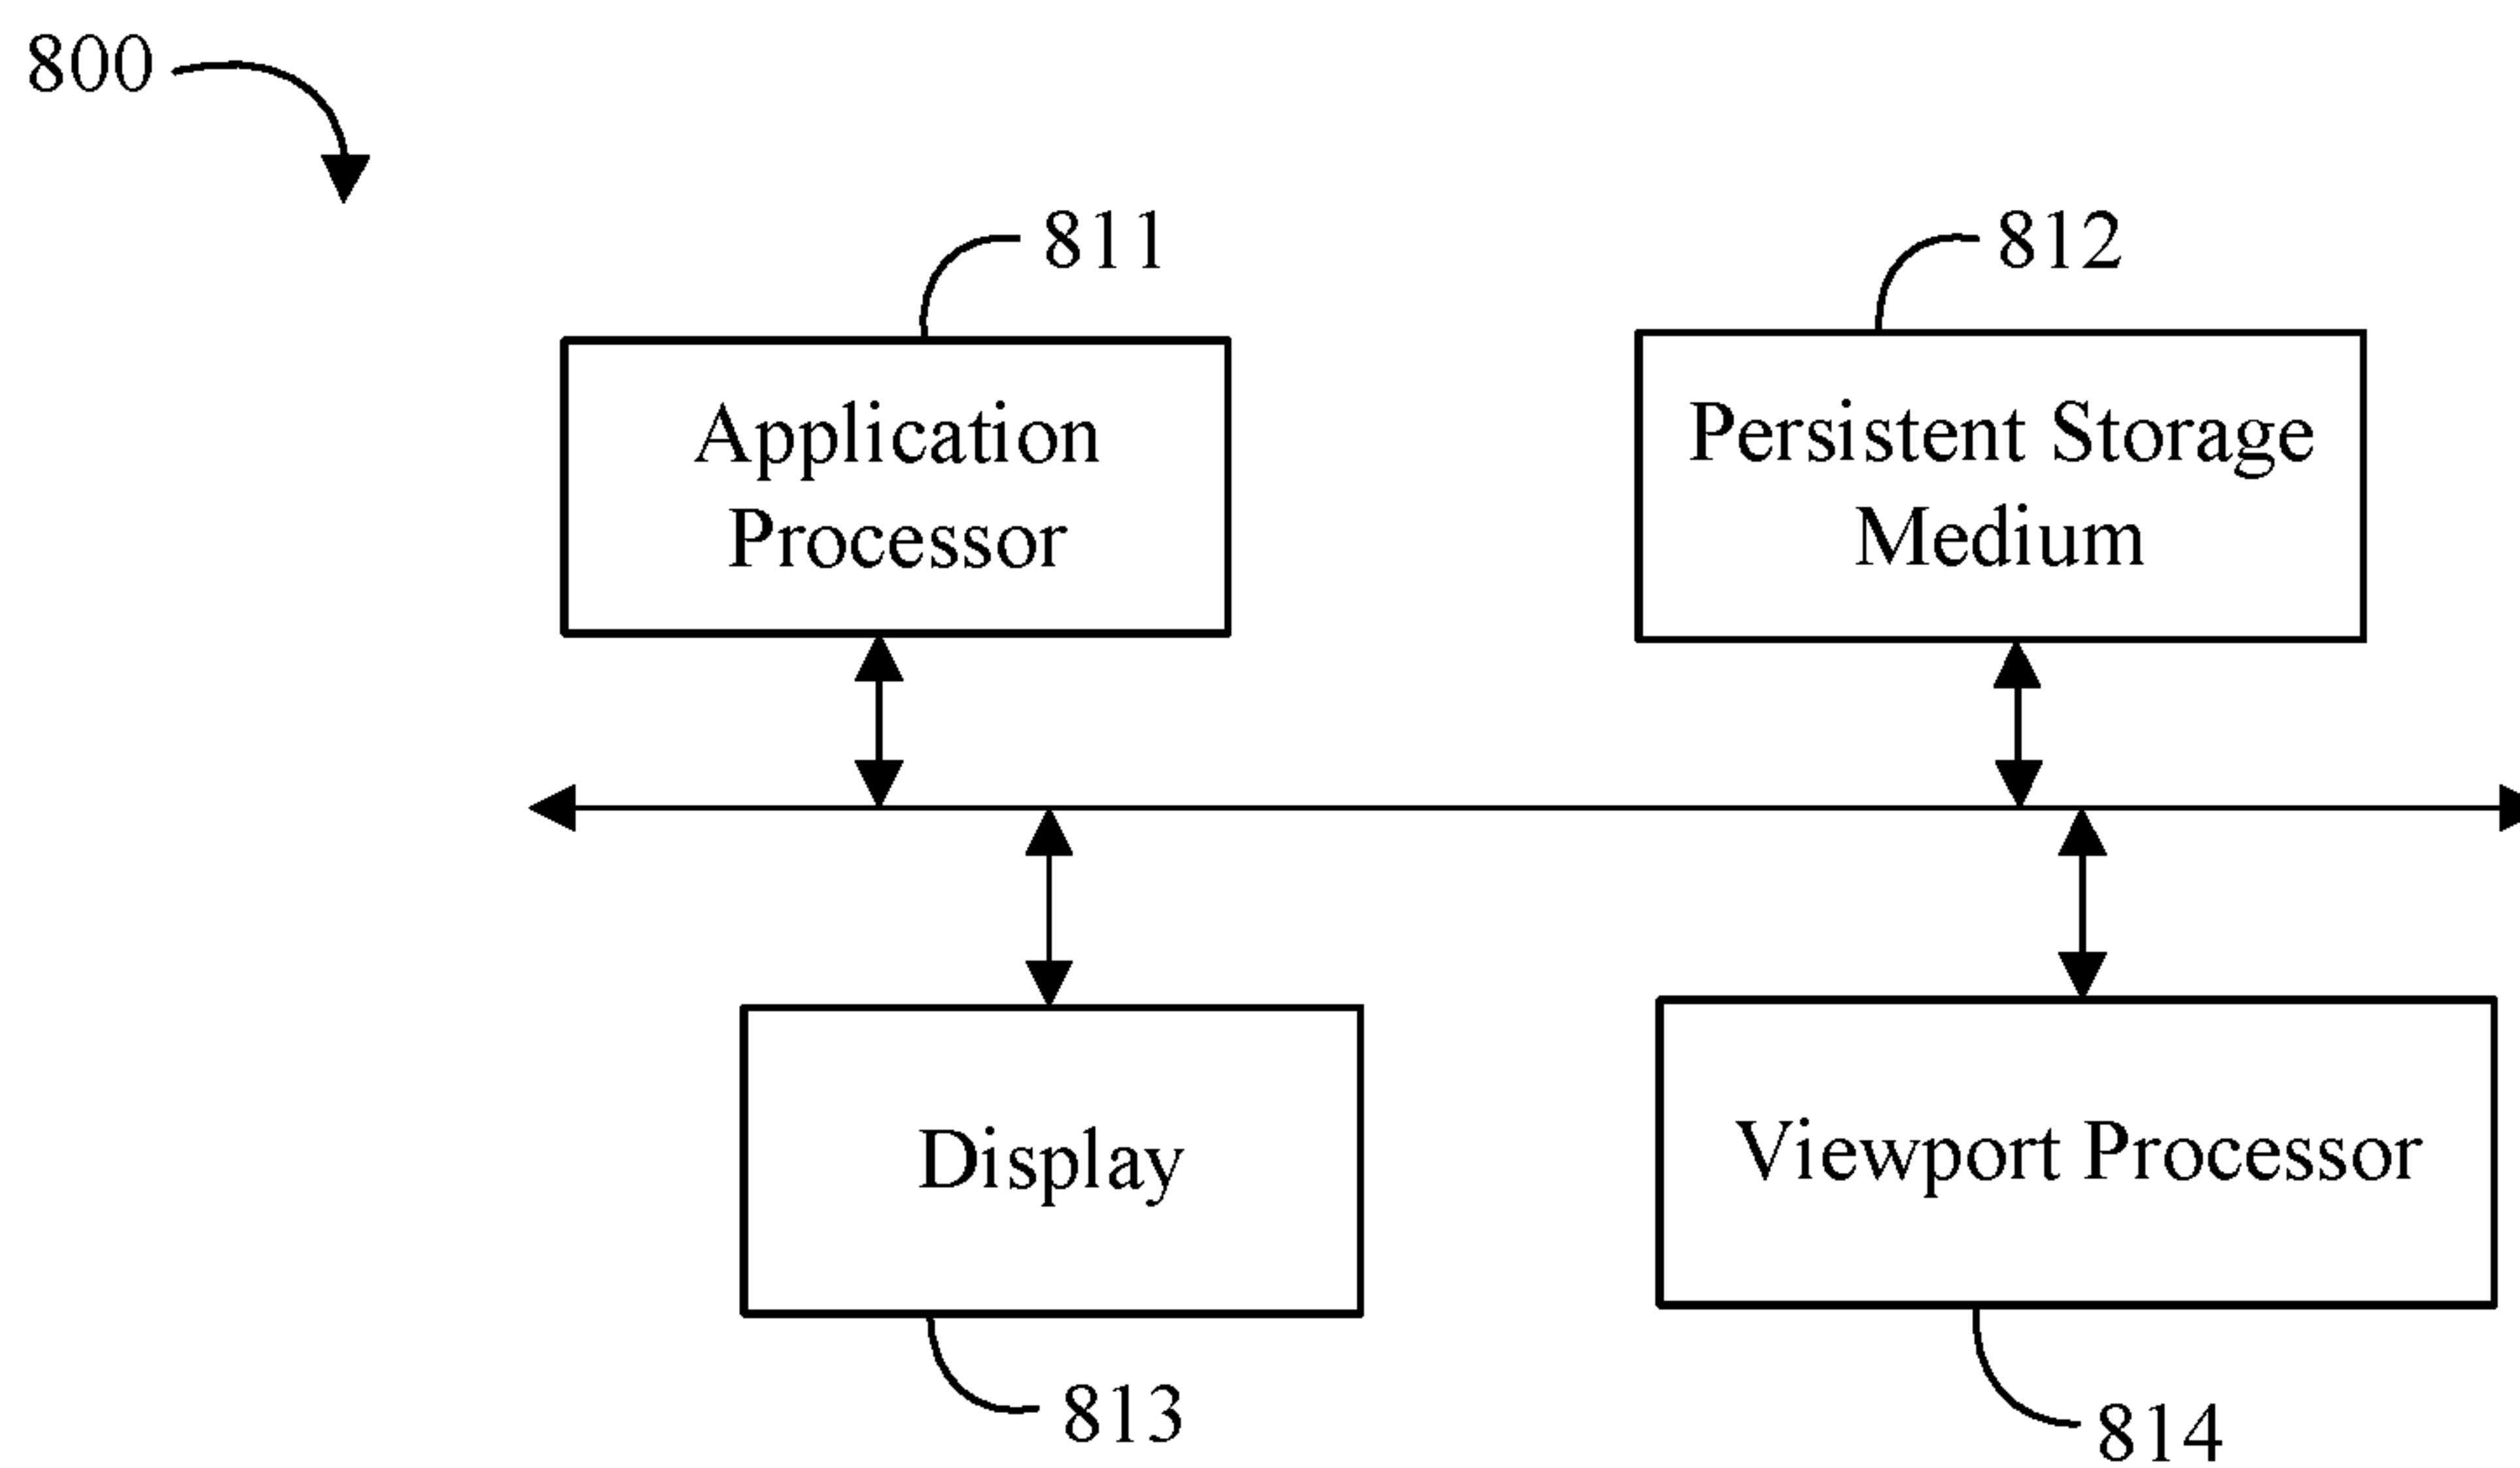 800
811
812
Application
Processor
Persistent Storage
Medium
Display
Viewport Processor
813
814